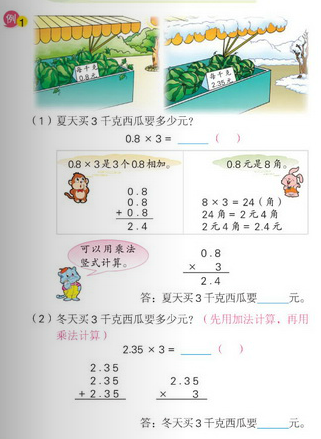 例 1
每千克
0.8元
每千克
2.35元
(1)夏天买3千克西瓜要多少元?
0.8 × 3 = ____ ( )
0.8×3是3个0.8相加。
0.8
0.8
+ 0.8
2.4
0.8元是8角。
8 × 3 = 24(角)
24角 = 2元4角
2元4角 = 2.4元
可以用乘法
竖式计算。
0.8
× 3
2.4
答:夏天买3千克西瓜要____元。
(2)冬天买3千克西瓜要多少元?(先用加法计算,再用
乘法计算)
2.35 × 3 = ____ ( )
2.35
2.35
+ 2.35
2.35
× 3
答:冬天买3千克西瓜要____元。